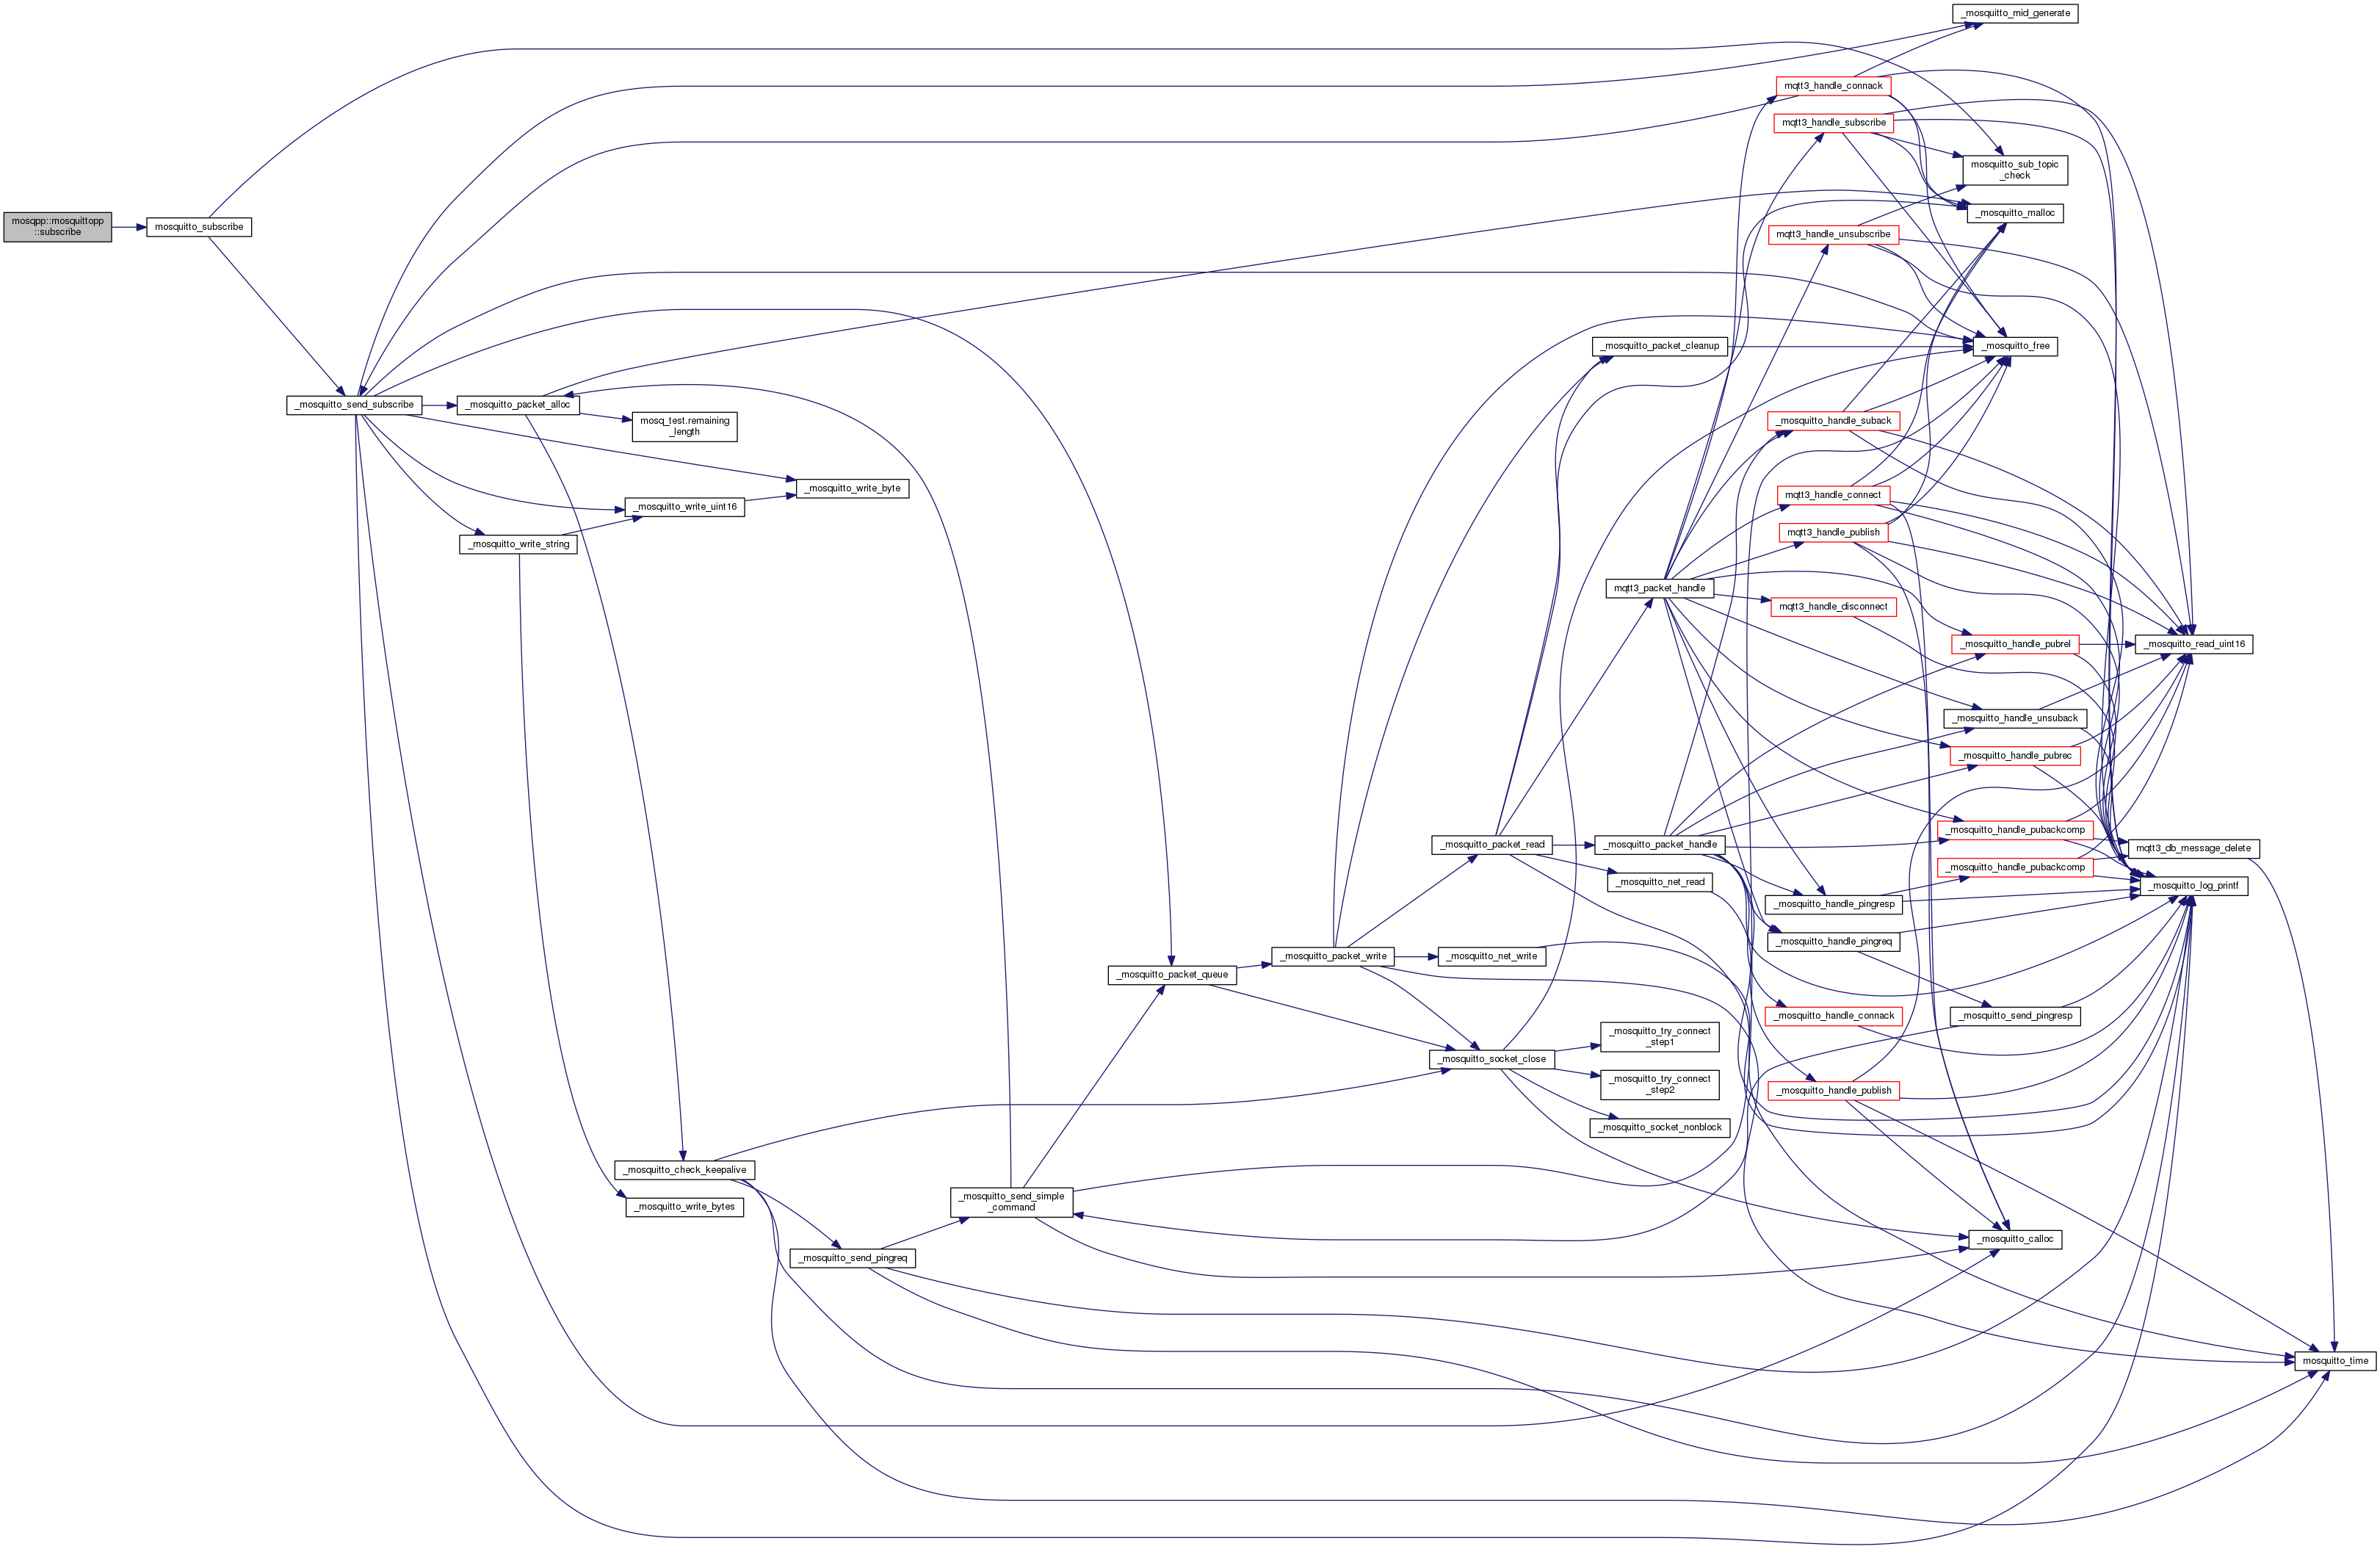 _mosquitto_mid_generate
mqtt3_handle_connack
mqtt3_handle_subscribe
mosquitto_sub_topic
_check
_mosquitto_malloc
mosqpp::mosquittopp
::subscribe
mosquitto_subscribe
mqtt3_handle_unsubscribe
_mosquitto_packet_cleanup
_mosquitto_free
_mosquitto_send_subscribe
_mosquitto_packet_alloc
mosq_test.remaining
_length
_mosquitto_handle_suback
_mosquitto_write_byte
mqtt3_handle_connect
_mosquitto_write_uint16
mqtt3_handle_publish
_mosquitto_write_string
mqtt3_packet_handle
mqtt3_handle_disconnect
_mosquitto_handle_pubrel
_mosquitto_read_uint16
_mosquitto_handle_unsuback
_mosquitto_handle_pubrec
_mosquitto_handle_pubackcomp
_mosquitto_packet_read
_mosquitto_packet_handle
mqtt3_db_message_delete
_mosquitto_handle_pubackcomp
_mosquitto_net_read
_mosquitto_log_printf
_mosquitto_handle_pingresp
_mosquitto_handle_pingreq
_mosquitto_packet_write
_mosquitto_net_write
_mosquitto_packet_queue
_mosquitto_handle_connack
_mosquitto_send_pingresp
_mosquitto_try_connect
_step1
_mosquitto_socket_close
_mosquitto_try_connect
_step2
_mosquitto_handle_publish
_mosquitto_socket_nonblock
_mosquitto_check_keepalive
_mosquitto_send_simple
_command
_mosquitto_write_bytes
_mosquitto_calloc
_mosquitto_send_pingreq
mosquitto_time